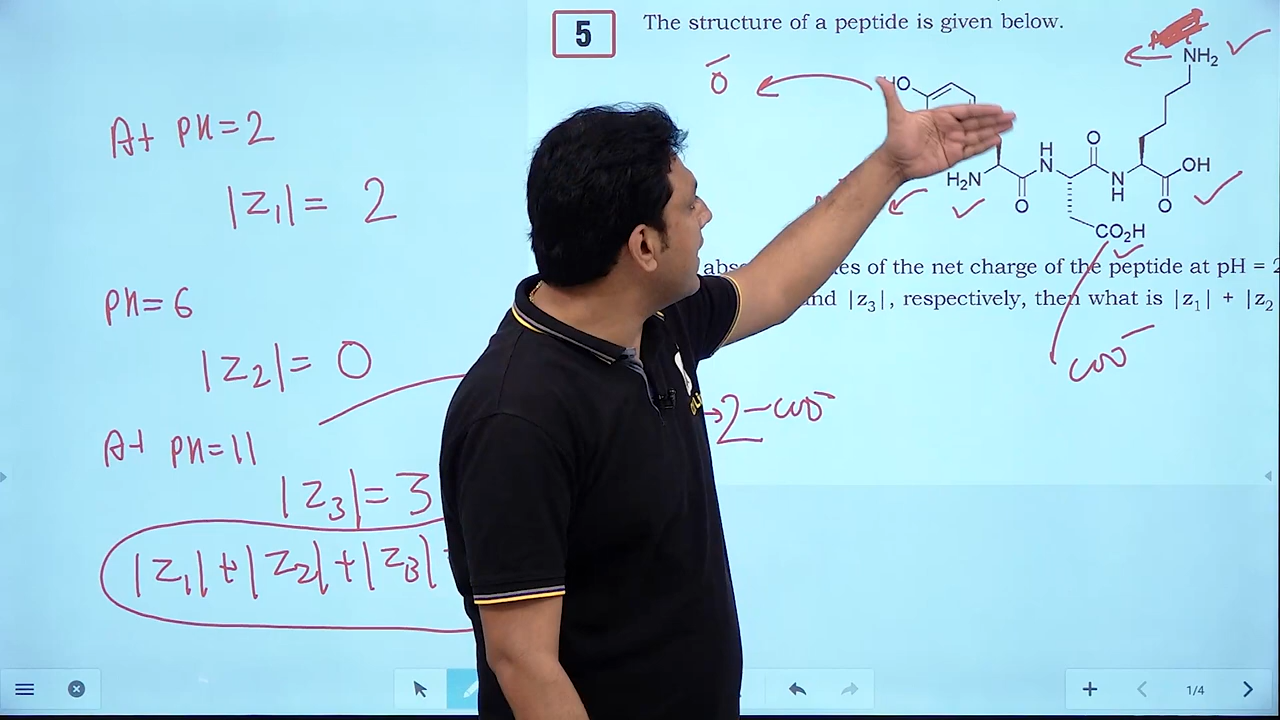 5
The structure of a peptide is given below.
NH₂
HO
O⁻
O
H
N
H₂N
O
N
H
OH
O
CO₂H
es of the net charge of the peptide at pH = 2
nd |z₃|, respectively, then what is |z₁| + |z₂
COO⁻
→2-COO⁻
At pH=2
|Z₁| = 2
pH=6
|Z₂| = 0
At pH=11
|Z₃| = 3
|Z₁| + |Z₂| + |Z₃|
1/4